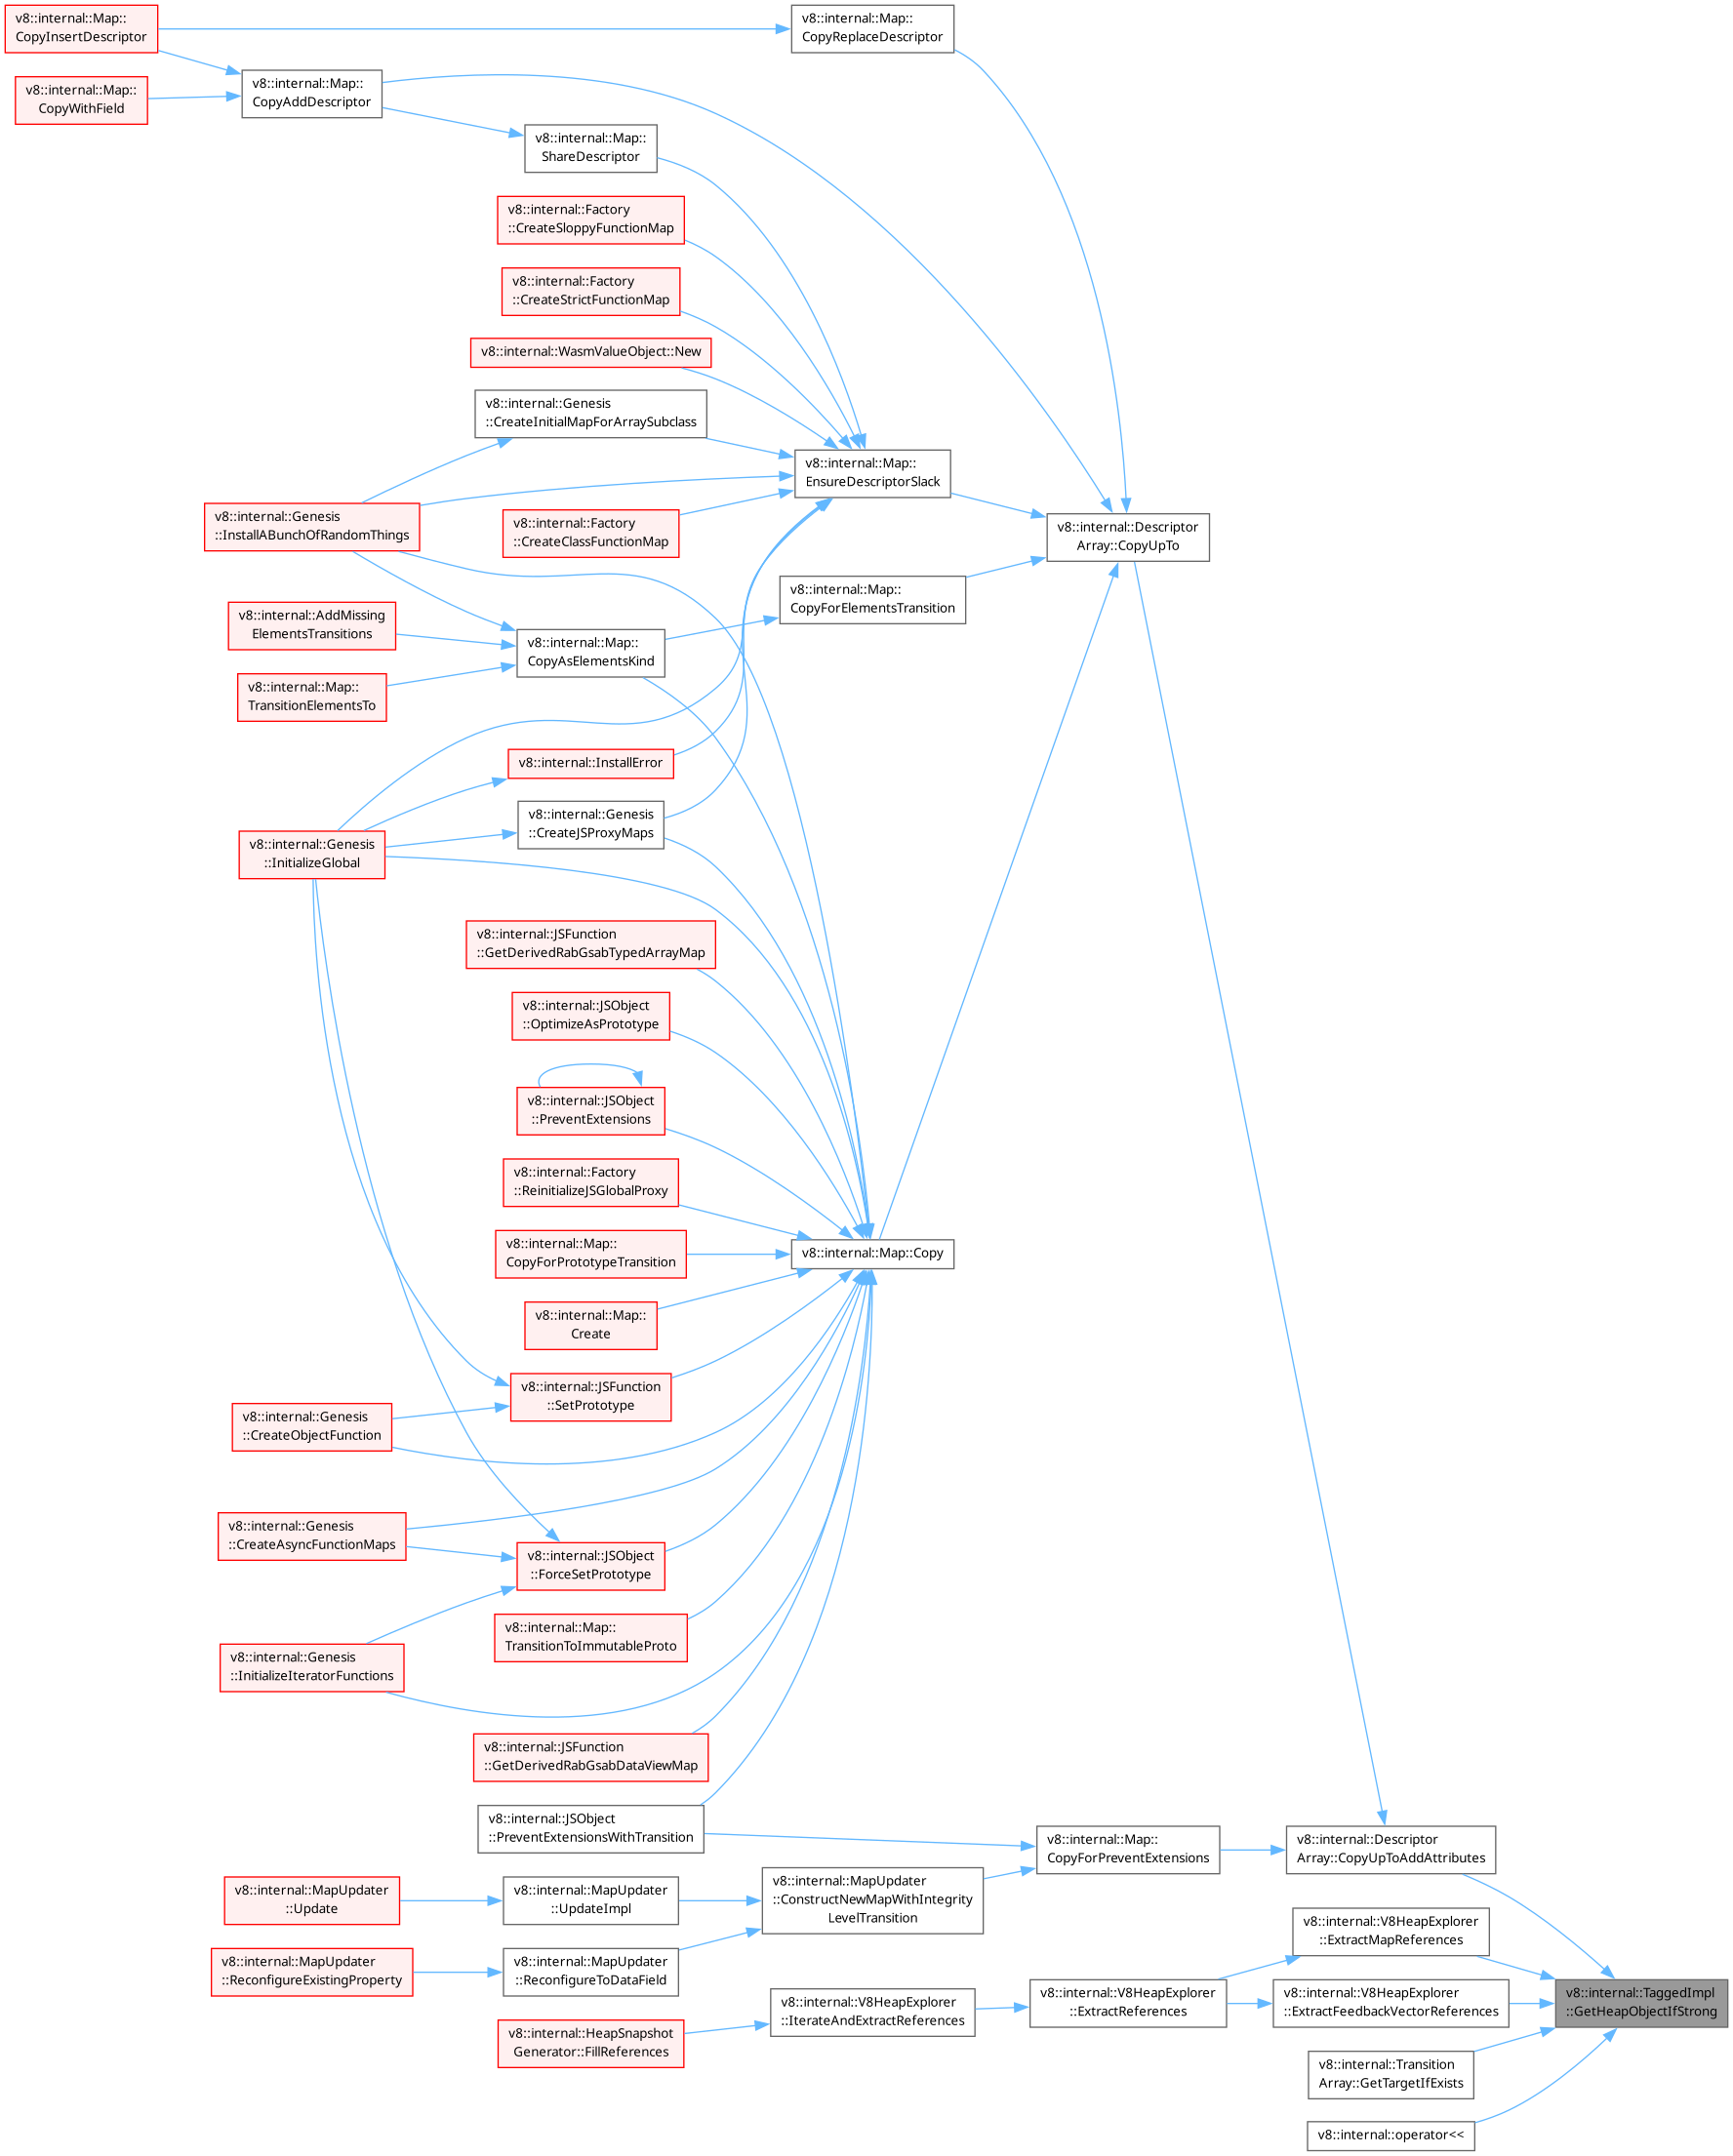 v8::internal::Map::
CopyInsertDescriptor
v8::internal::Map::
CopyReplaceDescriptor
v8::internal::Map::
CopyWithField
v8::internal::Map::
CopyAddDescriptor
v8::internal::Map::
ShareDescriptor
v8::internal::Factory
::CreateSloppyFunctionMap
v8::internal::Factory
::CreateStrictFunctionMap
v8::internal::WasmValueObject::New
v8::internal::Genesis
::CreateInitialMapForArraySubclass
v8::internal::Map::
EnsureDescriptorSlack
v8::internal::Genesis
::InstallABunchOfRandomThings
v8::internal::Factory
::CreateClassFunctionMap
v8::internal::Descriptor
Array::CopyUpTo
v8::internal::Map::
CopyForElementsTransition
v8::internal::AddMissing
ElementsTransitions
v8::internal::Map::
CopyAsElementsKind
v8::internal::Map::
TransitionElementsTo
v8::internal::InstallError
v8::internal::Genesis
::CreateJSProxyMaps
v8::internal::Genesis
::InitializeGlobal
v8::internal::JSFunction
::GetDerivedRabGsabTypedArrayMap
v8::internal::JSObject
::OptimizeAsPrototype
v8::internal::JSObject
::PreventExtensions
v8::internal::Factory
::ReinitializeJSGlobalProxy
v8::internal::Map::
CopyForPrototypeTransition
v8::internal::Map::Copy
v8::internal::Map::
Create
v8::internal::JSFunction
::SetPrototype
v8::internal::Genesis
::CreateObjectFunction
v8::internal::Genesis
::CreateAsyncFunctionMaps
v8::internal::JSObject
::ForceSetPrototype
v8::internal::Map::
TransitionToImmutableProto
v8::internal::Genesis
::InitializeIteratorFunctions
v8::internal::JSFunction
::GetDerivedRabGsabDataViewMap
v8::internal::JSObject
::PreventExtensionsWithTransition
v8::internal::Map::
CopyForPreventExtensions
v8::internal::Descriptor
Array::CopyUpToAddAttributes
v8::internal::MapUpdater
::Update
v8::internal::MapUpdater
::UpdateImpl
v8::internal::MapUpdater
::ConstructNewMapWithIntegrity
LevelTransition
v8::internal::MapUpdater
::ReconfigureExistingProperty
v8::internal::MapUpdater
::ReconfigureToDataField
v8::internal::V8HeapExplorer
::ExtractMapReferences
v8::internal::HeapSnapshot
Generator::FillReferences
v8::internal::V8HeapExplorer
::IterateAndExtractReferences
v8::internal::V8HeapExplorer
::ExtractReferences
v8::internal::V8HeapExplorer
::ExtractFeedbackVectorReferences
v8::internal::TaggedImpl
::GetHeapObjectIfStrong
v8::internal::Transition
Array::GetTargetIfExists
v8::internal::operator<<